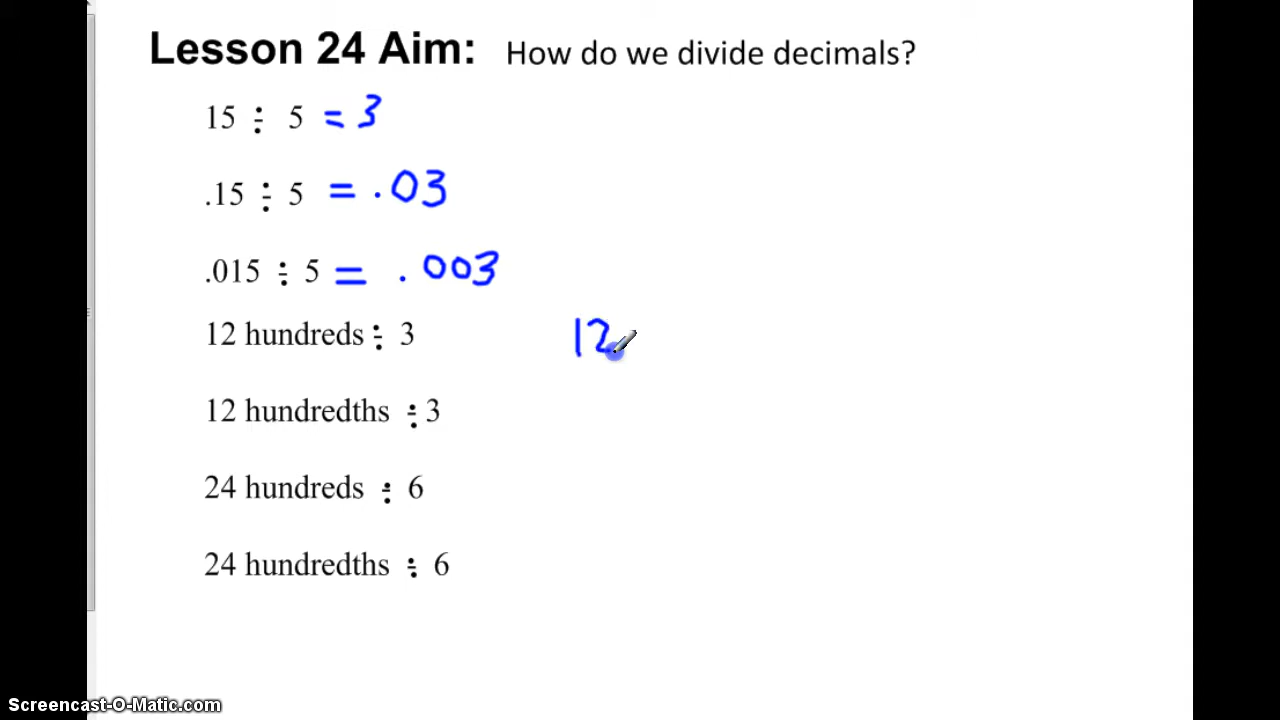 Lesson 24 Aim: How do we divide decimals?
15 ÷ 5 = 3
.15 ÷ 5 = .03
.015 ÷ 5 = .003
12 hundreds ÷ 3 12
12 hundredths ÷ 3
24 hundreds ÷ 6
24 hundredths ÷ 6
Screencast-O-Matic.com